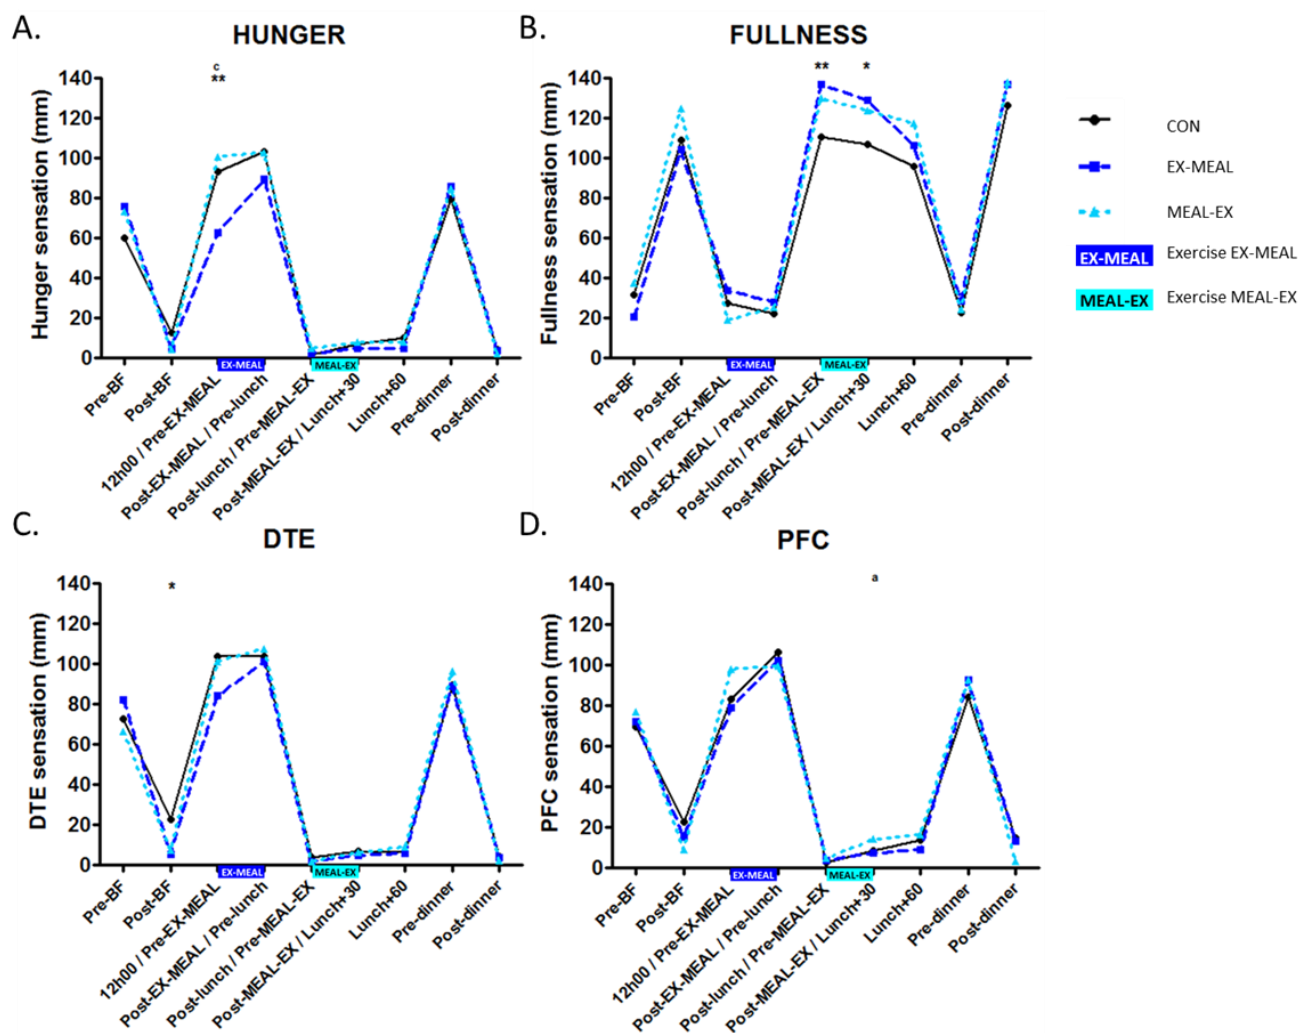 A.
HUNGER
c
**
Hunger sensation (mm)
140
120
100
80
60
40
20
0
EX-MEAL
MEAL-EX
Pre-BF
Post-BF
12h00 / Pre-EX-MEAL
Post-EX-MEAL / Pre-lunch
Post-lunch / Pre-MEAL-EX
Post-MEAL-EX / Lunch+30
Lunch+60
Pre-dinner
Post-dinner
B.
FULLNESS
** *
Fullness sensation (mm)
140
120
100
80
60
40
20
0
EX-MEAL
MEAL-EX
Pre-BF
Post-BF
12h00 / Pre-EX-MEAL
Post-EX-MEAL / Pre-lunch
Post-lunch / Pre-MEAL-EX
Post-MEAL-EX / Lunch+30
Lunch+60
Pre-dinner
Post-dinner
CON
EX-MEAL
MEAL-EX
EX-MEAL Exercise EX-MEAL
MEAL-EX Exercise MEAL-EX
C.
DTE
*
DTE sensation (mm)
140
120
100
80
60
40
20
0
EX-MEAL
MEAL-EX
Pre-BF
Post-BF
12h00 / Pre-EX-MEAL
Post-EX-MEAL / Pre-lunch
Post-lunch / Pre-MEAL-EX
Post-MEAL-EX / Lunch+30
Lunch+60
Pre-dinner
Post-dinner
D.
PFC
a
PFC sensation (mm)
140
120
100
80
60
40
20
0
EX-MEAL
MEAL-EX
Pre-BF
Post-BF
12h00 / Pre-EX-MEAL
Post-EX-MEAL / Pre-lunch
Post-lunch / Pre-MEAL-EX
Post-MEAL-EX / Lunch+30
Lunch+60
Pre-dinner
Post-dinner